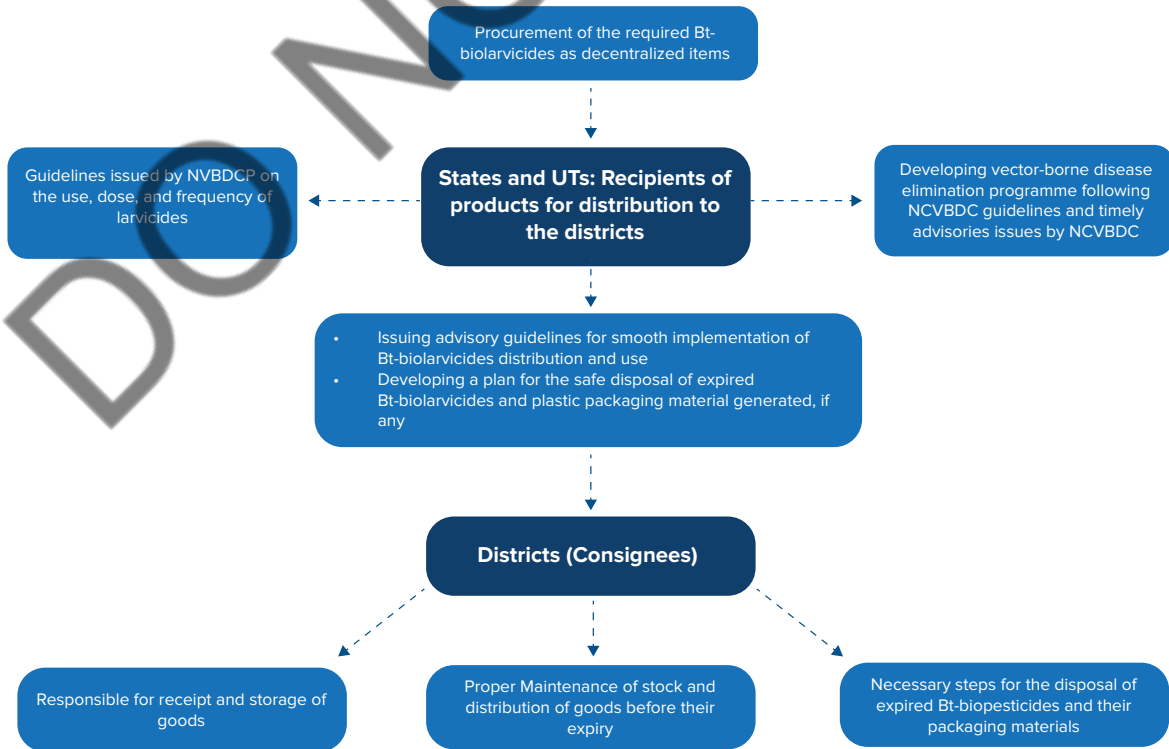 Procurement of the required Bt-
biolarvicides as decentralized items
Guidelines issued by NVBDCP on
the use, dose, and frequency of
larvicides
States and UTs: Recipients of
products for distribution to
the districts
Developing vector-borne disease
elimination programme following
NCVBDC guidelines and timely
advisories issues by NCVBDC
• Issuing advisory guidelines for smooth implementation of
Bt-biolarvicides distribution and use
• Developing a plan for the safe disposal of expired
Bt-biolarvicides and plastic packaging material generated, if
any
Districts (Consignees)
Responsible for receipt and storage of
goods
Proper Maintenance of stock and
distribution of goods before their
expiry
Necessary steps for the disposal of
expired Bt-biopesticides and their
packaging materials
DO NO